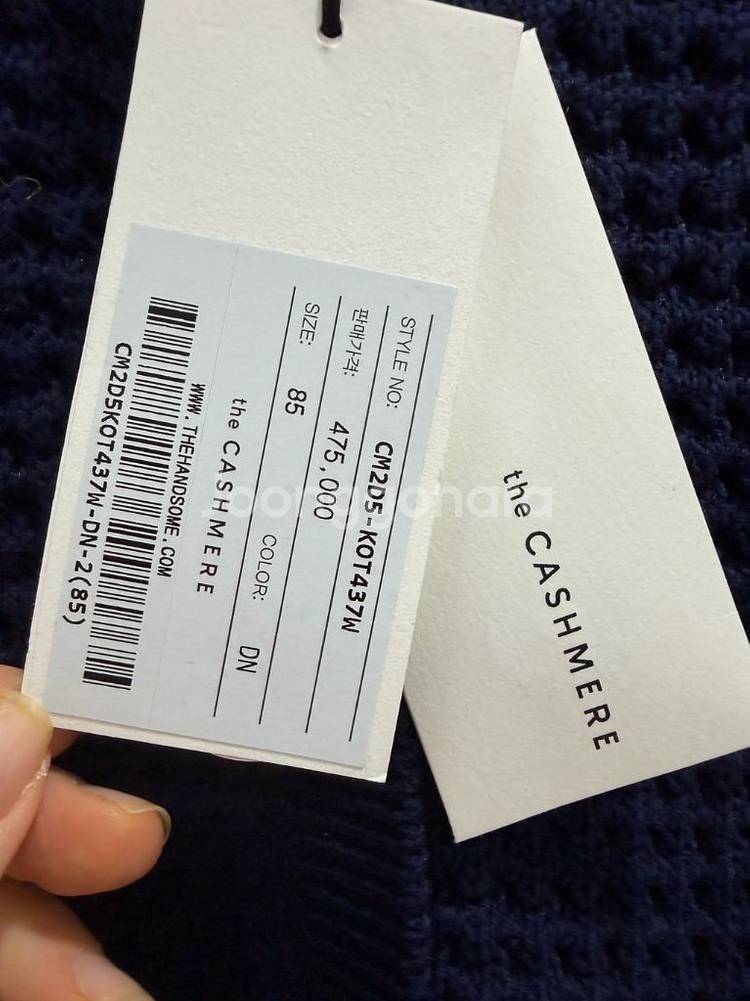 STYLE NO: CM2D5-KOT437W
판매가격: 475,000
SIZE: 85 COLOR: DN
the CASHMERE
WWW.THEHANDSOME.COM
CM2D5KOT437W-DN-2(85)
the CASHMERE
Joonggonara